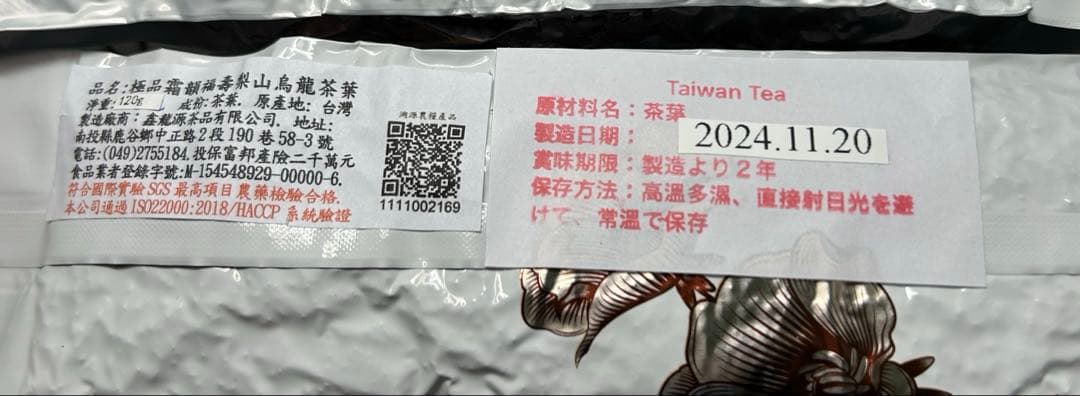 品名:極品霜韻福壽梨山烏龍茶葉
淨重:120g 成份:茶葉. 原產地: 台灣
製造廠商:鑫龍源茶品有限公司. 地址:
南投縣鹿谷鄉中正路2段190巷58-3號
電話:(049)2755184.投保富邦產險二千萬元
食品業者登錄字號:M-154548929-00000-6.
符合國際實驗SGS最高項目農藥檢驗合格.
本公司通過ISO22000:2018/HACCP系統驗證
溯源農糧產品
1111002169
Taiwan Tea
原材料名:茶葉
製造日期: 2024.11.20
賞味期限:製造より2年
保存方法:高溫多濕、直接射日光を避
けて、常溫で保存